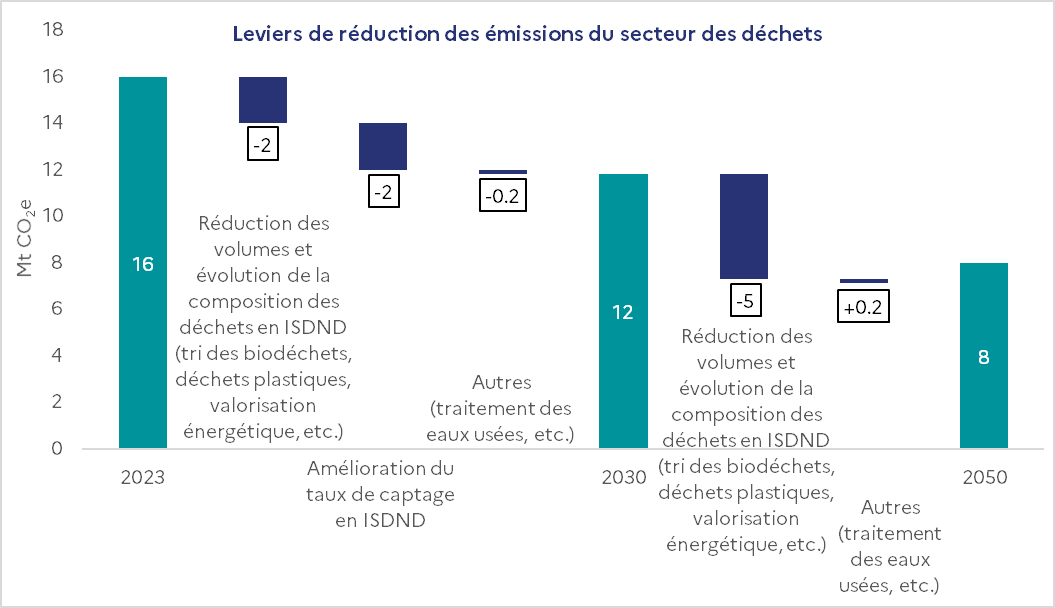 Leviers de réduction des émissions du secteur des déchets
Mt CO₂e
18
16
14
12
10
8
6
4
2
0
16
-2
-2
-0.2
12
-5
+0.2
8
2023
Réduction des
volumes et
évolution de la
composition des
déchets en ISDND
(tri des biodéchets,
déchets plastiques,
valorisation
énergétique, etc.)
Amélioration du
taux de captage
en ISDND
Autres
(traitement des
eaux usées, etc.)
2030
Réduction des
volumes et
évolution de la
composition des
déchets en ISDND
(tri des biodéchets,
déchets plastiques,
valorisation
énergétique, etc.)
Autres
(traitement
des eaux
usées, etc.)
2050